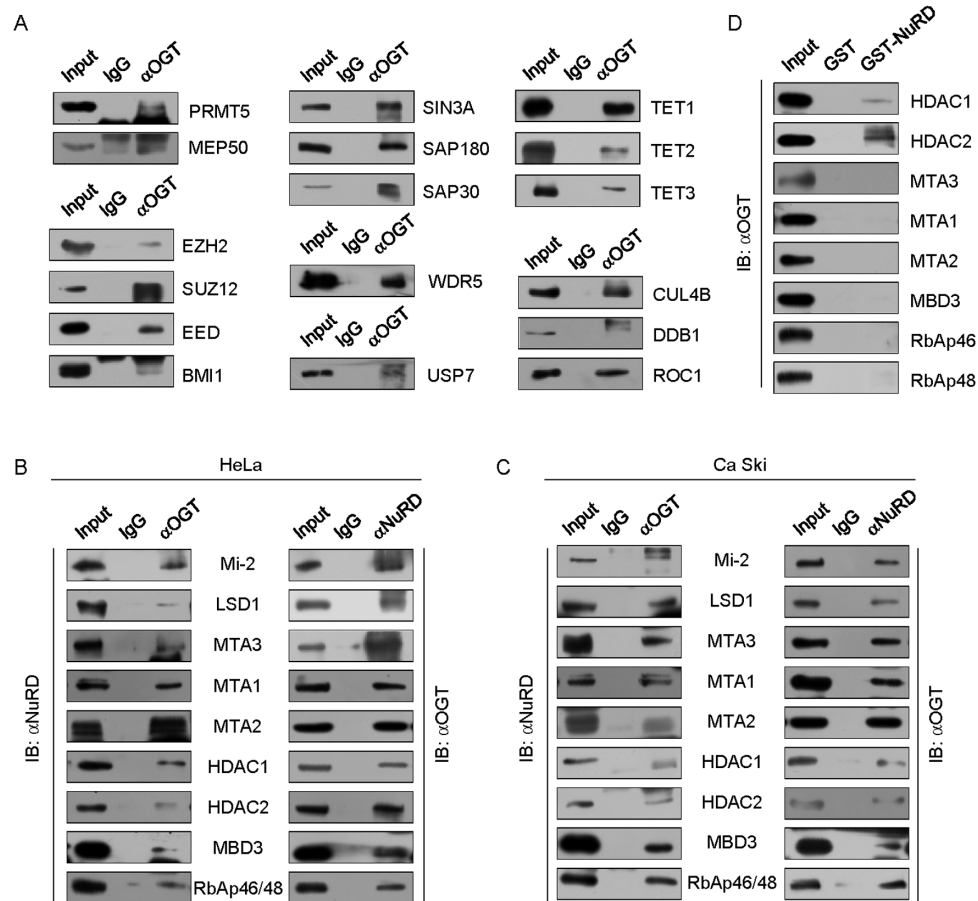 A
Input IgG αOGT
PRMT5
MEP50
Input IgG αOGT
EZH2
SUZ12
EED
BMI1
Input IgG αOGT
SIN3A
SAP180
SAP30
Input IgG αOGT
WDR5
Input IgG αOGT
USP7
Input IgG αOGT
TET1
TET2
TET3
Input IgG αOGT
CUL4B
DDB1
ROC1
D
Input GST GST-NuRD
IB: αOGT
HDAC1
HDAC2
MTA3
MTA1
MTA2
MBD3
RbAp46
RbAp48
B
HeLa
Input IgG αOGT
Input IgG αNuRD
IB: αNuRD
Mi-2
LSD1
MTA3
MTA1
MTA2
HDAC1
HDAC2
MBD3
RbAp46/48
IB: αOGT
C
Ca Ski
Input IgG αOGT
Input IgG αNuRD
IB: αNuRD
Mi-2
LSD1
MTA3
MTA1
MTA2
HDAC1
HDAC2
MBD3
RbAp46/48
IB: αOGT